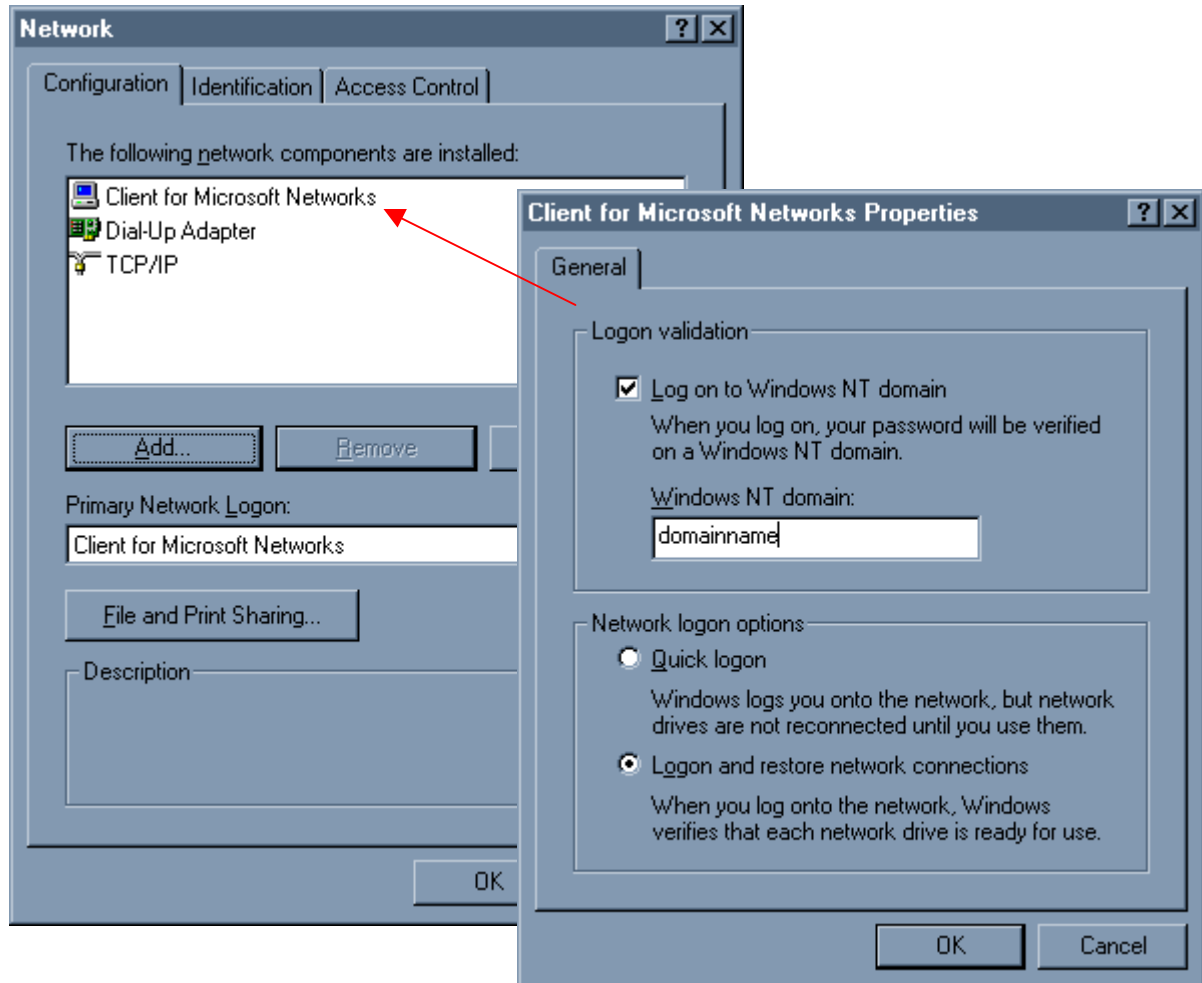 Network
Configuration
Identification
Access Control
The following network components are installed:
Client for Microsoft Networks
Dial-Up Adapter
TCP/IP
Add...
Remove
Primary Network Logon:
Client for Microsoft Networks
File and Print Sharing...
Description
OK
Client for Microsoft Networks Properties
General
Logon validation
Log on to Windows NT domain
When you log on, your password will be verified
on a Windows NT domain.
Windows NT domain:
domainname
Network logon options
Quick logon
Windows logs you onto the network, but network
drives are not reconnected until you use them.
Logon and restore network connections
When you log onto the network, Windows
verifies that each network drive is ready for use.
OK
Cancel